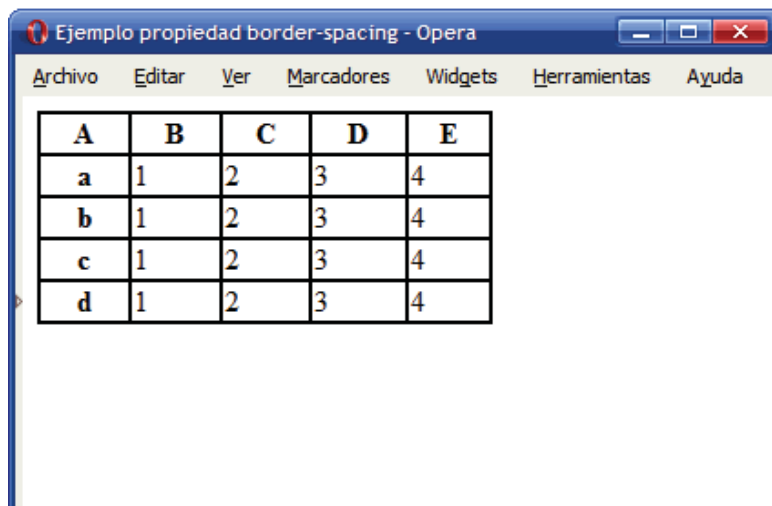 Ejemplo propiedad border-spacing - Opera
Archivo Editar Ver Marcadores Widgets Herramientas Ayuda
A B C D E
a 1 2 3 4
b 1 2 3 4
c 1 2 3 4
d 1 2 3 4